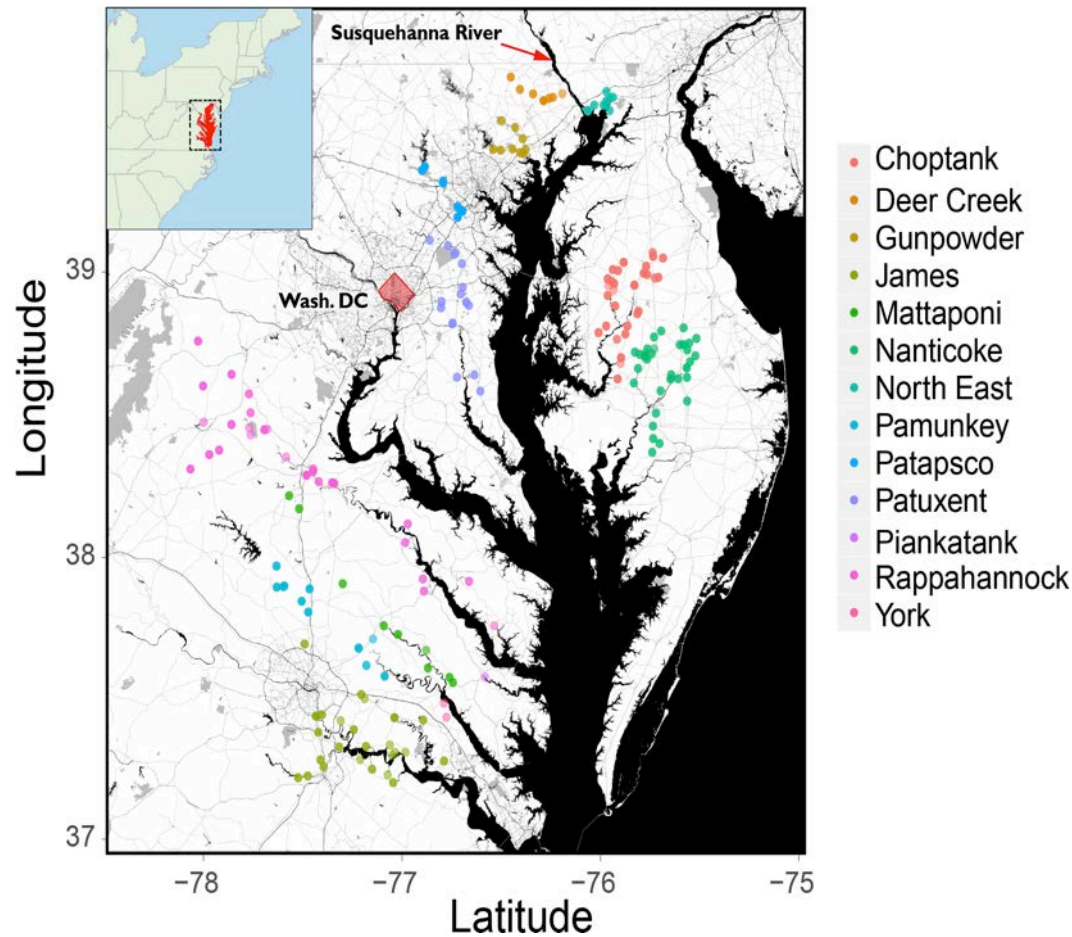 Susquehanna River
Wash. DC
39
38
37
Longitude
−78
−77
−76
−75
Latitude
Choptank
Deer Creek
Gunpowder
James
Mattaponi
Nanticoke
North East
Pamunkey
Patapsco
Patuxent
Piankatank
Rappahannock
York